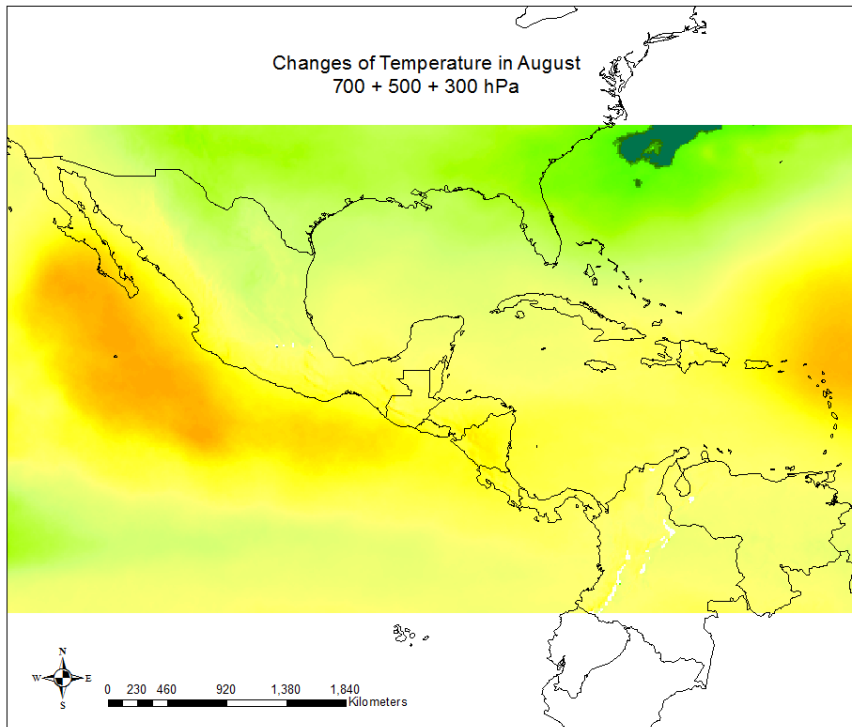 Changes of Temperature in August
700 + 500 + 300 hPa
N
W E
S
0 230 460 920 1,380 1,840
Kilometers